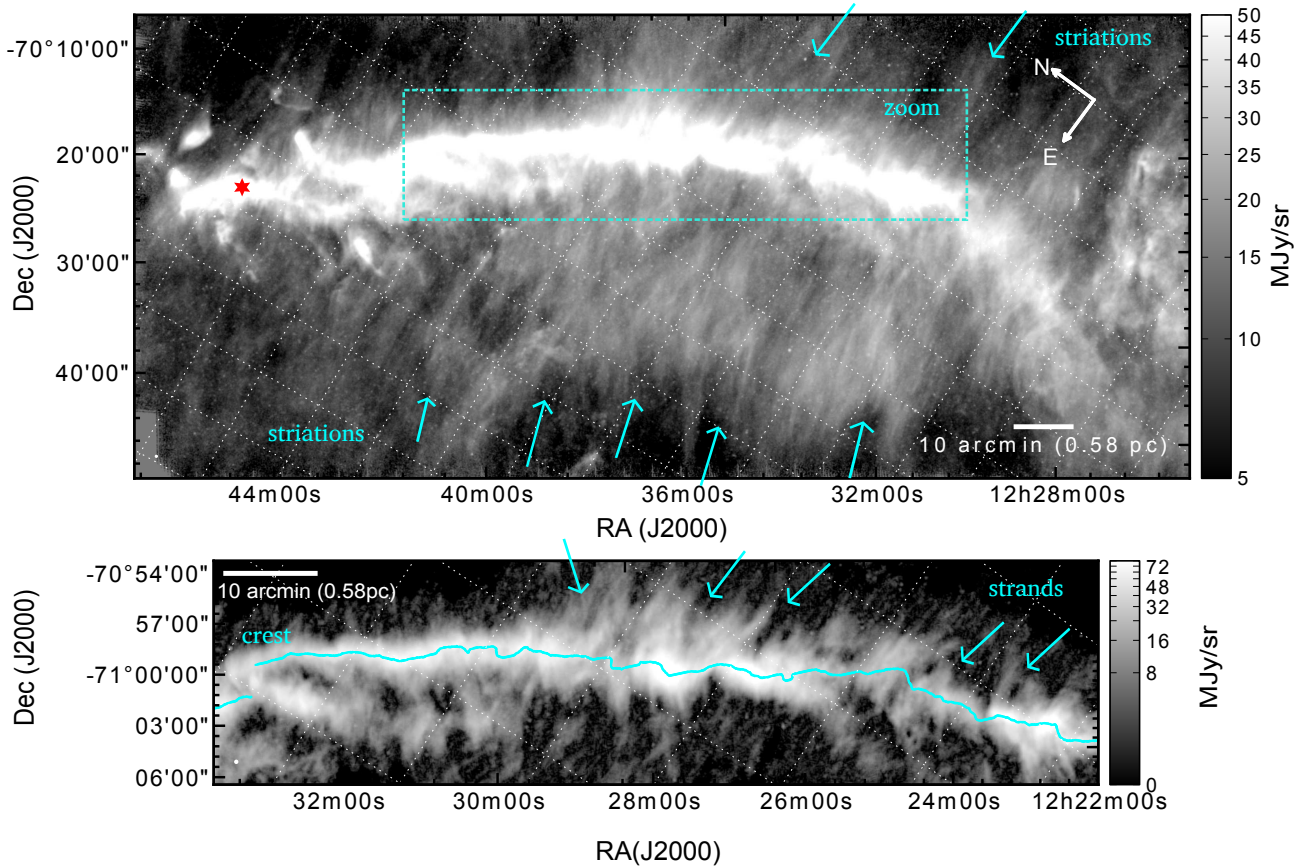 -70°10'00"
20'00"
30'00"
40'00"
Dec (J2000)
striations
N
E
zoom
striations
10 arcmin (0.58 pc)
44m00s 40m00s 36m00s 32m00s 12h28m00s
RA (J2000)
50
45
40
35
30
25
20
10
5
MJy/sr
-70°54'00"
57'00"
-71°00'00"
03'00"
06'00"
Dec (J2000)
10 arcmin (0.58pc)
crest
strands
32m00s 30m00s 28m00s 26m00s 24m00s 12h22m00s
RA(J2000)
72
48
32
16
8
0
MJy/sr